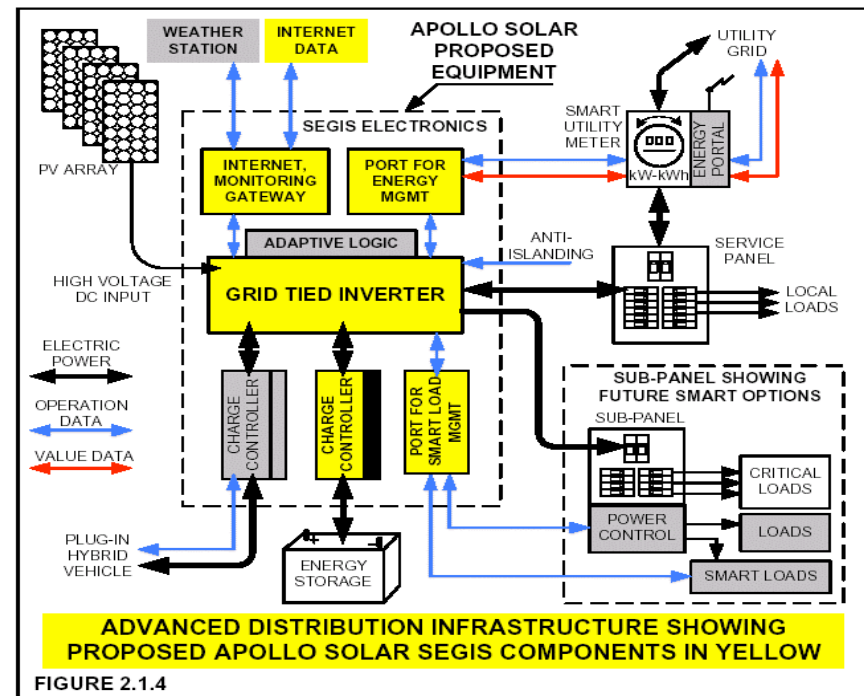 WEATHER
STATION
INTERNET
DATA
APOLLO SOLAR
PROPOSED
EQUIPMENT
UTILITY
GRID
SMART
UTILITY
METER
ENERGY
PORTAL
kW-kWh
PV ARRAY
SEGIS ELECTRONICS
INTERNET,
MONITORING
GATEWAY
PORT FOR
ENERGY
MGMT
ADAPTIVE LOGIC
ANTI-
ISLANDING
SERVICE
PANEL
HIGH VOLTAGE
DC INPUT
GRID TIED INVERTER
LOCAL
LOADS
ELECTRIC
POWER
OPERATION
DATA
VALUE DATA
CHARGE
CONTROLLER
CHARGE
CONTROLLER
PORT FOR
SMART LOAD
MGMT
SUB-PANEL SHOWING
FUTURE SMART OPTIONS
SUB-PANEL
CRITICAL
LOADS
POWER
CONTROL
LOADS
SMART LOADS
PLUG-IN
HYBRID
VEHICLE
ENERGY
STORAGE
ADVANCED DISTRIBUTION INFRASTRUCTURE SHOWING
PROPOSED APOLLO SOLAR SEGIS COMPONENTS IN YELLOW
FIGURE 2.1.4